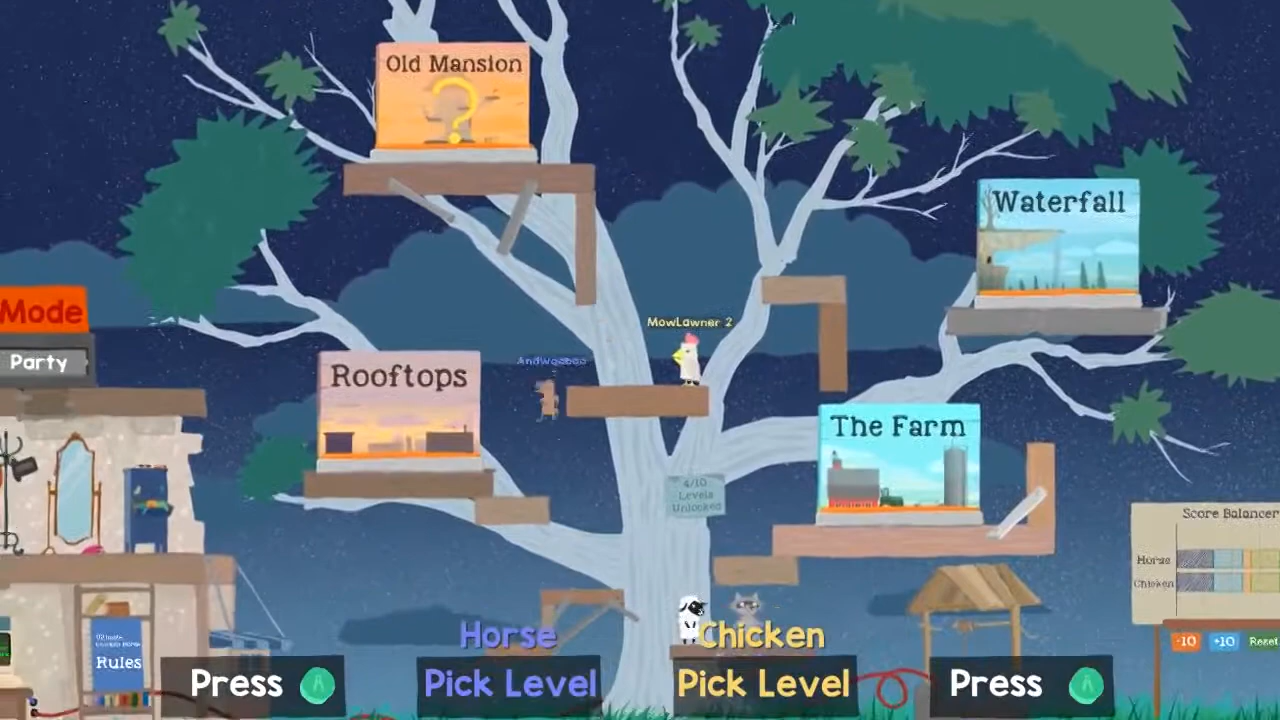 Old Mansion
?
Waterfall
Mode
Party
MowLawner 2
Rooftops
The Farm
4/10
Levels
Unlocked
Score Balancer
Horse
Chicken
-10
+10
Reset
Rules
Horse
Chicken
Press A
Pick Level
Pick Level
Press A